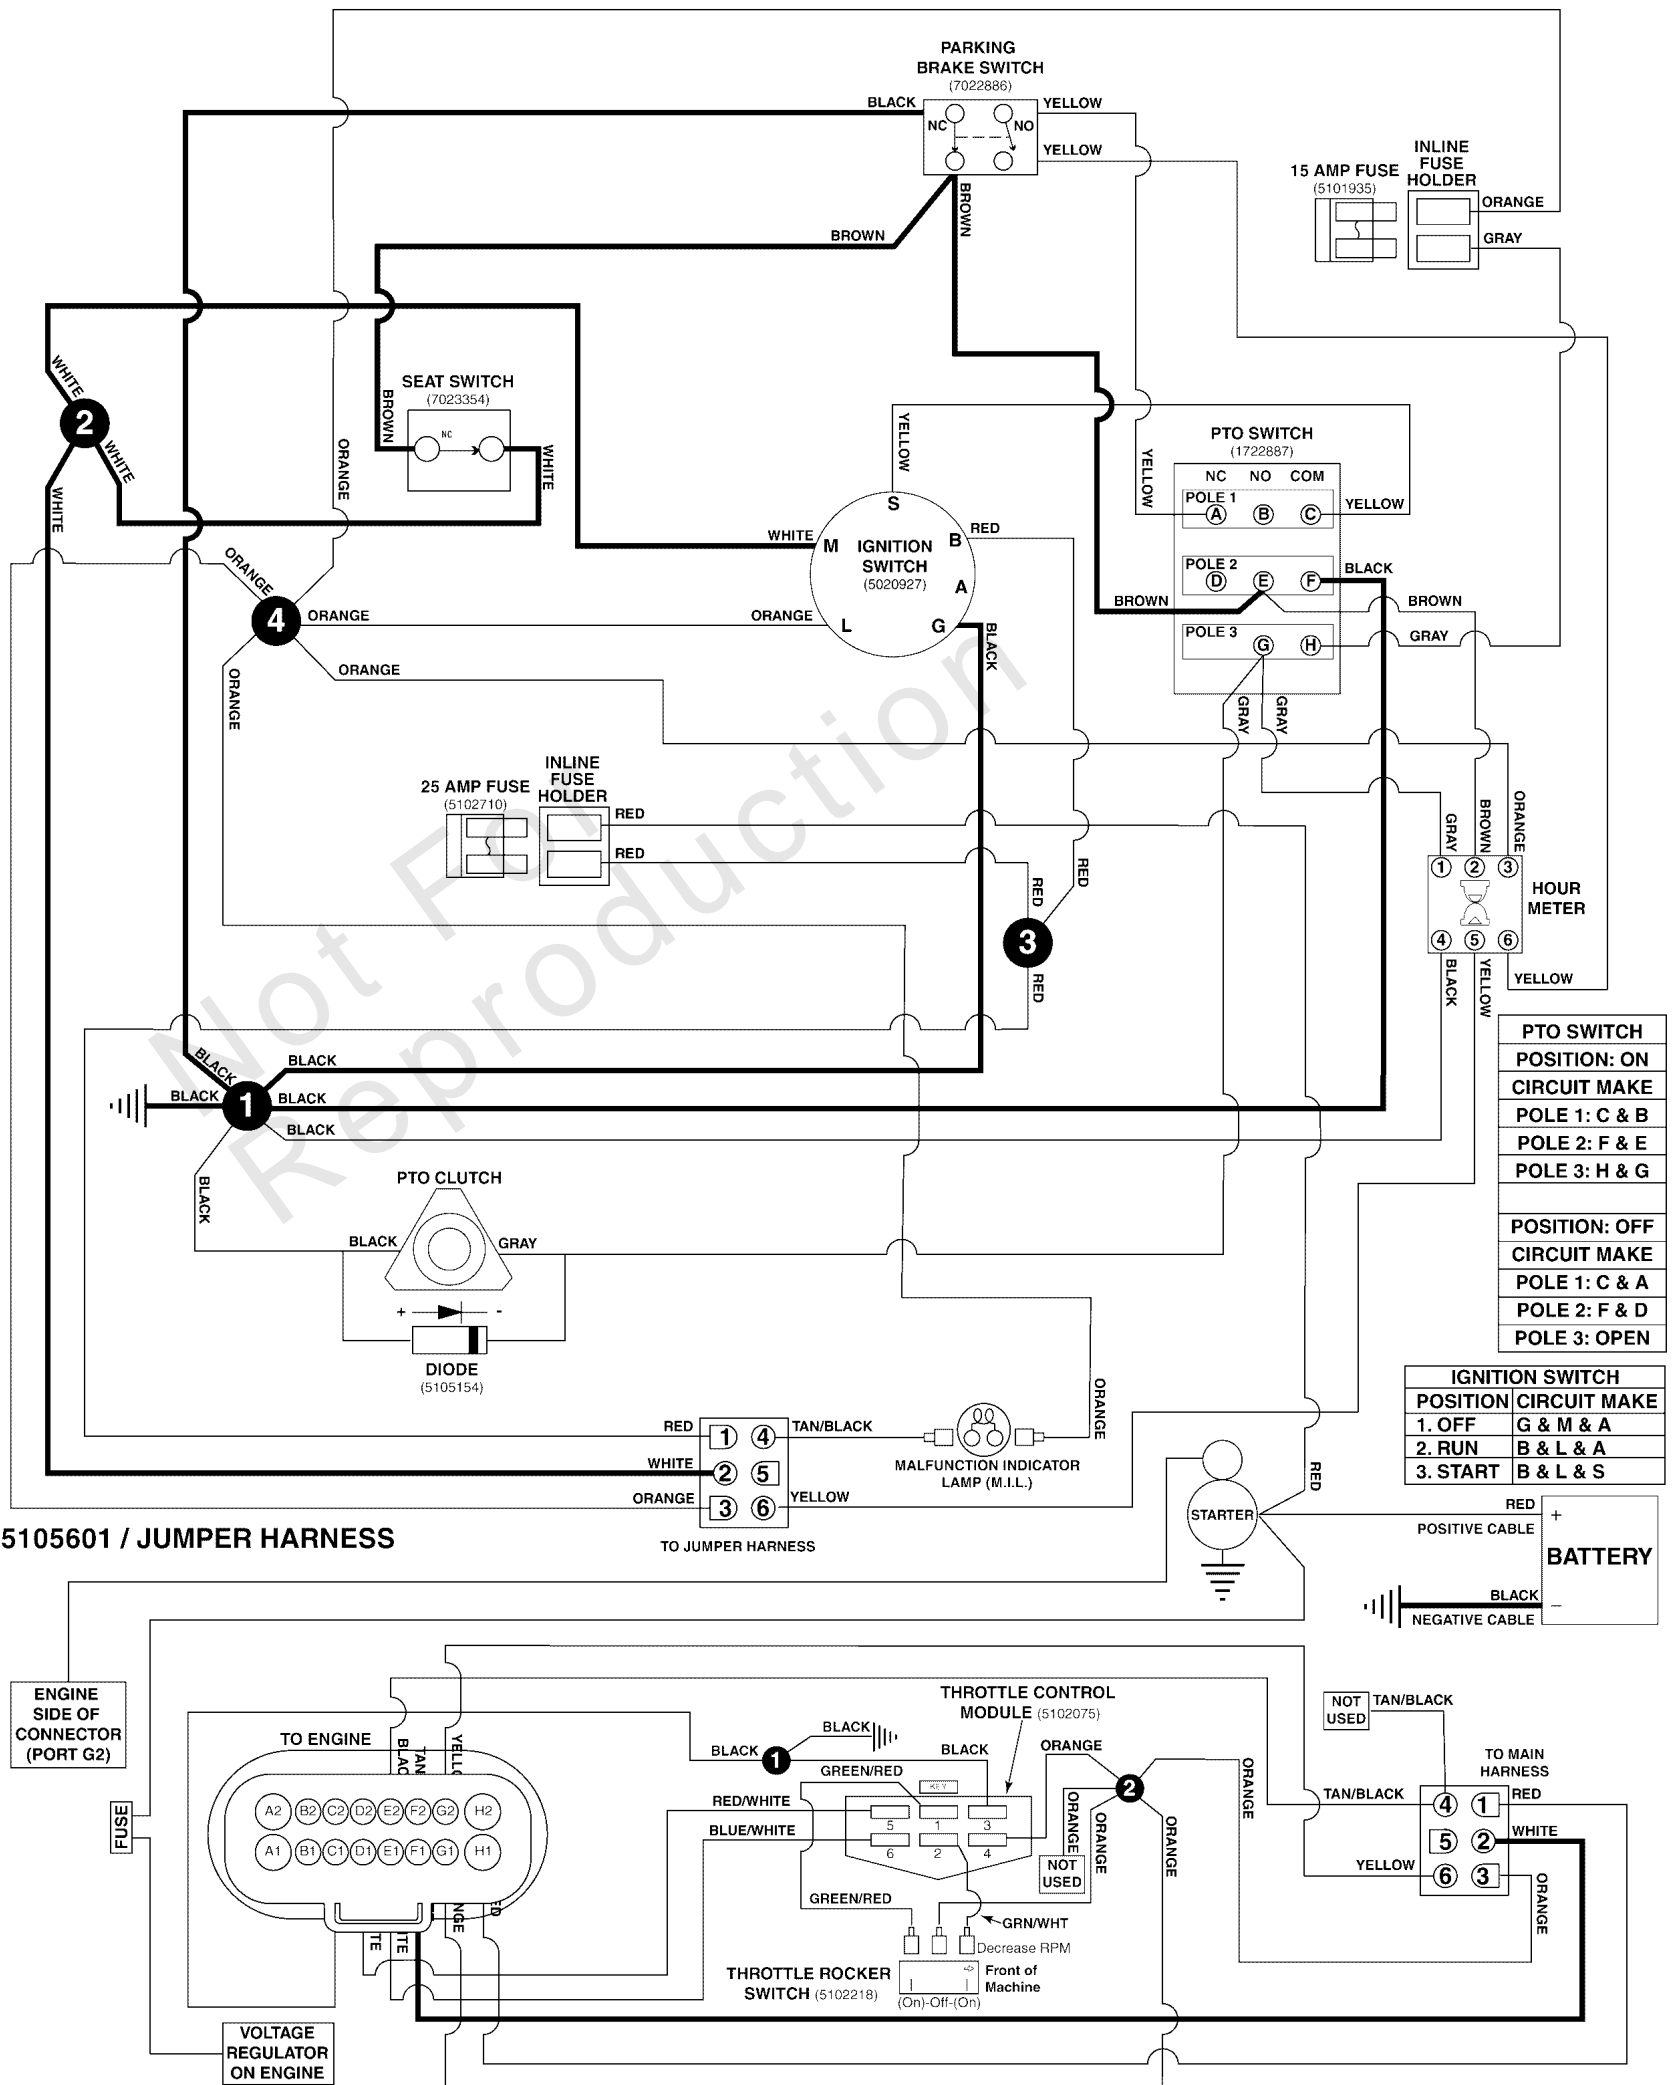 PARKING
BRAKE SWITCH
(7022886)
BLACK
YELLOW
NC
NO
YELLOW
BROWN
BROWN
15 AMP FUSE
(5101935)
INLINE
FUSE
HOLDER
ORANGE
GRAY
WHITE
2
WHITE
WHITE
SEAT SWITCH
(7023354)
NC
BROWN
WHITE
ORANGE
YELLOW
YELLOW
PTO SWITCH
(1722887)
NC NO COM
POLE 1
A B C
YELLOW
POLE 2
D E F
BLACK
BROWN
BROWN
POLE 3
G H
GRAY
GRAY
GRAY
S
WHITE
M
IGNITION
SWITCH
(5020927)
B
RED
A
ORANGE
L
G
BLACK
ORANGE
4
ORANGE
ORANGE
ORANGE
25 AMP FUSE
(5102710)
INLINE
FUSE
HOLDER
RED
RED
RED
RED
3
RED
GRAY
BROWN
ORANGE
1 2 3
HOUR
METER
4 5 6
BLACK
YELLOW
YELLOW
Not For
Reproduction
BLACK
BLACK
BLACK
1
BLACK
BLACK
BLACK
PTO CLUTCH
BLACK
GRAY
+ -
DIODE
(5105154)
PTO SWITCH
POSITION: ON
CIRCUIT MAKE
POLE 1: C & B
POLE 2: F & E
POLE 3: H & G
POSITION: OFF
CIRCUIT MAKE
POLE 1: C & A
POLE 2: F & D
POLE 3: OPEN
IGNITION SWITCH
POSITION CIRCUIT MAKE
1. OFF G & M & A
2. RUN B & L & A
3. START B & L & S
RED 1 4 TAN/BLACK
WHITE 2 5
ORANGE 3 6 YELLOW
TO JUMPER HARNESS
MALFUNCTION INDICATOR
LAMP (M.I.L.)
ORANGE
RED
STARTER
RED
POSITIVE CABLE
+
BATTERY
BLACK
−
NEGATIVE CABLE
5105601 / JUMPER HARNESS
ENGINE
SIDE OF
CONNECTOR
(PORT G2)
FUSE
TO ENGINE
BLAC
TAN
YELLO
A2 B2 C2 D2 E2 F2 G2 H2
A1 B1 C1 D1 E1 F1 G1 H1
TE
ITE
NGE
ED
VOLTAGE
REGULATOR
ON ENGINE
THROTTLE CONTROL
MODULE (5102075)
BLACK
BLACK
1
BLACK
GREEN/RED
KEY
ORANGE
2
RED/WHITE
BLUE/WHITE
5 1 3
6 2 4
ORANGE
NOT
USED
ORANGE
ORANGE
ORANGE
GREEN/RED
GRN/WHT
Decrease RPM
THROTTLE ROCKER
SWITCH (5102218)
Front of
Machine
(On)-Off-(On)
NOT
USED
TAN/BLACK
TO MAIN
HARNESS
TAN/BLACK 4 1 RED
5 2 WHITE
YELLOW 6 3
ORANGE